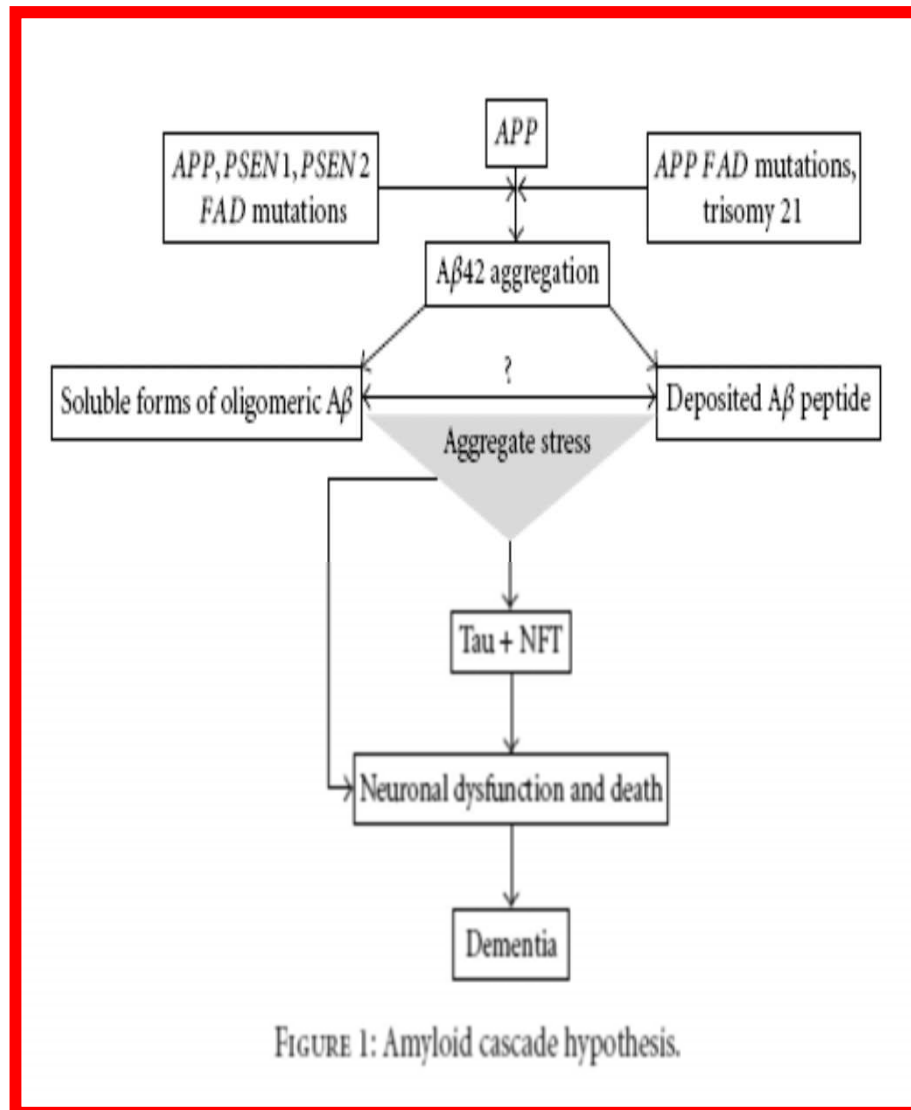 APP
APP, PSEN1, PSEN2
FAD mutations
APP FAD mutations,
trisomy 21
Aβ42 aggregation
?
Soluble forms of oligomeric Aβ
Deposited Aβ peptide
Aggregate stress
Tau + NFT
Neuronal dysfunction and death
Dementia
FIGURE 1: Amyloid cascade hypothesis.